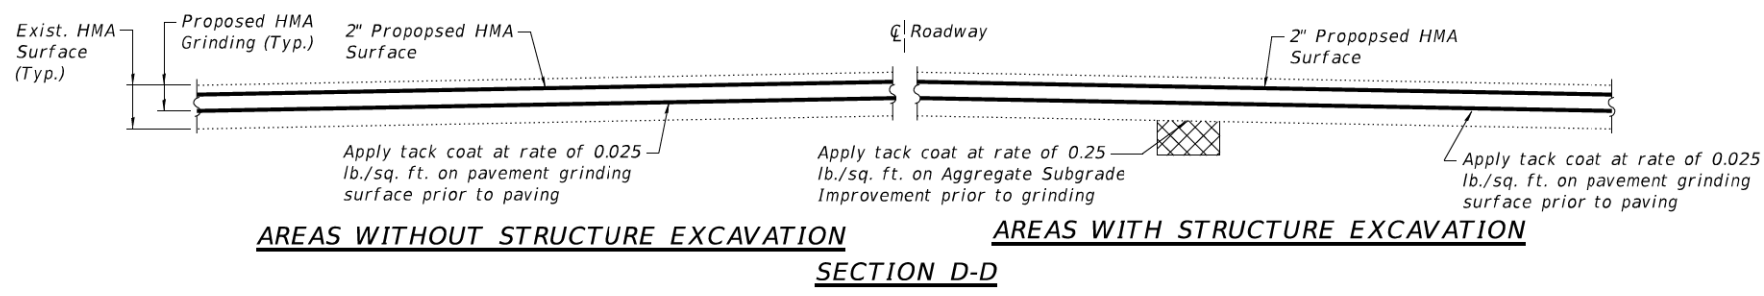 Exist. HMA
Surface
(Typ.)
Proposed HMA
Grinding (Typ.)
2" Propopsed HMA
Surface
℄ Roadway
2" Propopsed HMA
Surface
Apply tack coat at rate of 0.025
lb./sq. ft. on pavement grinding
surface prior to paving
Apply tack coat at rate of 0.25
lb./sq. ft. on Aggregate Subgrade
Improvement prior to grinding
Apply tack coat at rate of 0.025
lb./sq. ft. on pavement grinding
surface prior to paving
AREAS WITHOUT STRUCTURE EXCAVATION
AREAS WITH STRUCTURE EXCAVATION
SECTION D-D